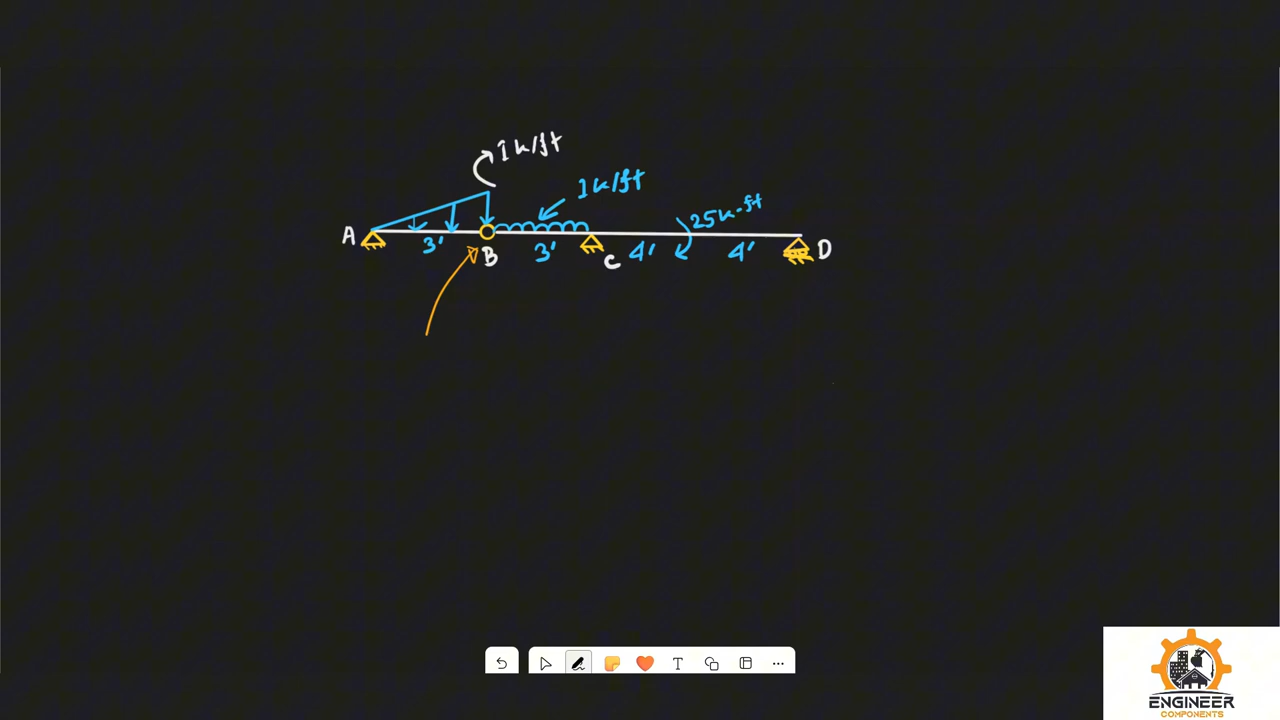 1 k/ft
1 k/ft
25 k-ft
A
3'
B
3'
C
4'
4'
D
T
ENGINEER
COMPONENTS